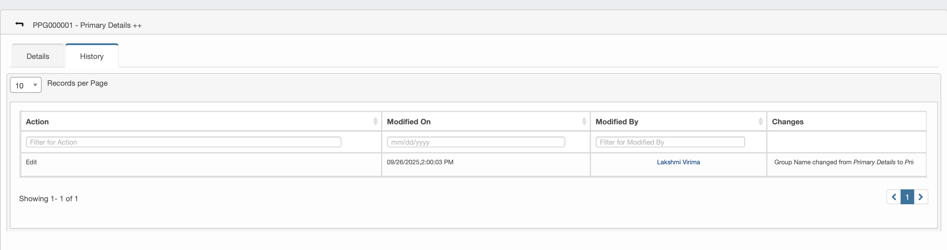 PPG000001 - Primary Details ++
Details History
10 Records per Page
Action Modified On Modified By Changes
Filter for Action mm/dd/yyyy Filter for Modified By
Edit 09/26/2025,2:00:03 PM Lakshmi Virima Group Name changed from Primary Details to Pri
Showing 1- 1 of 1
1